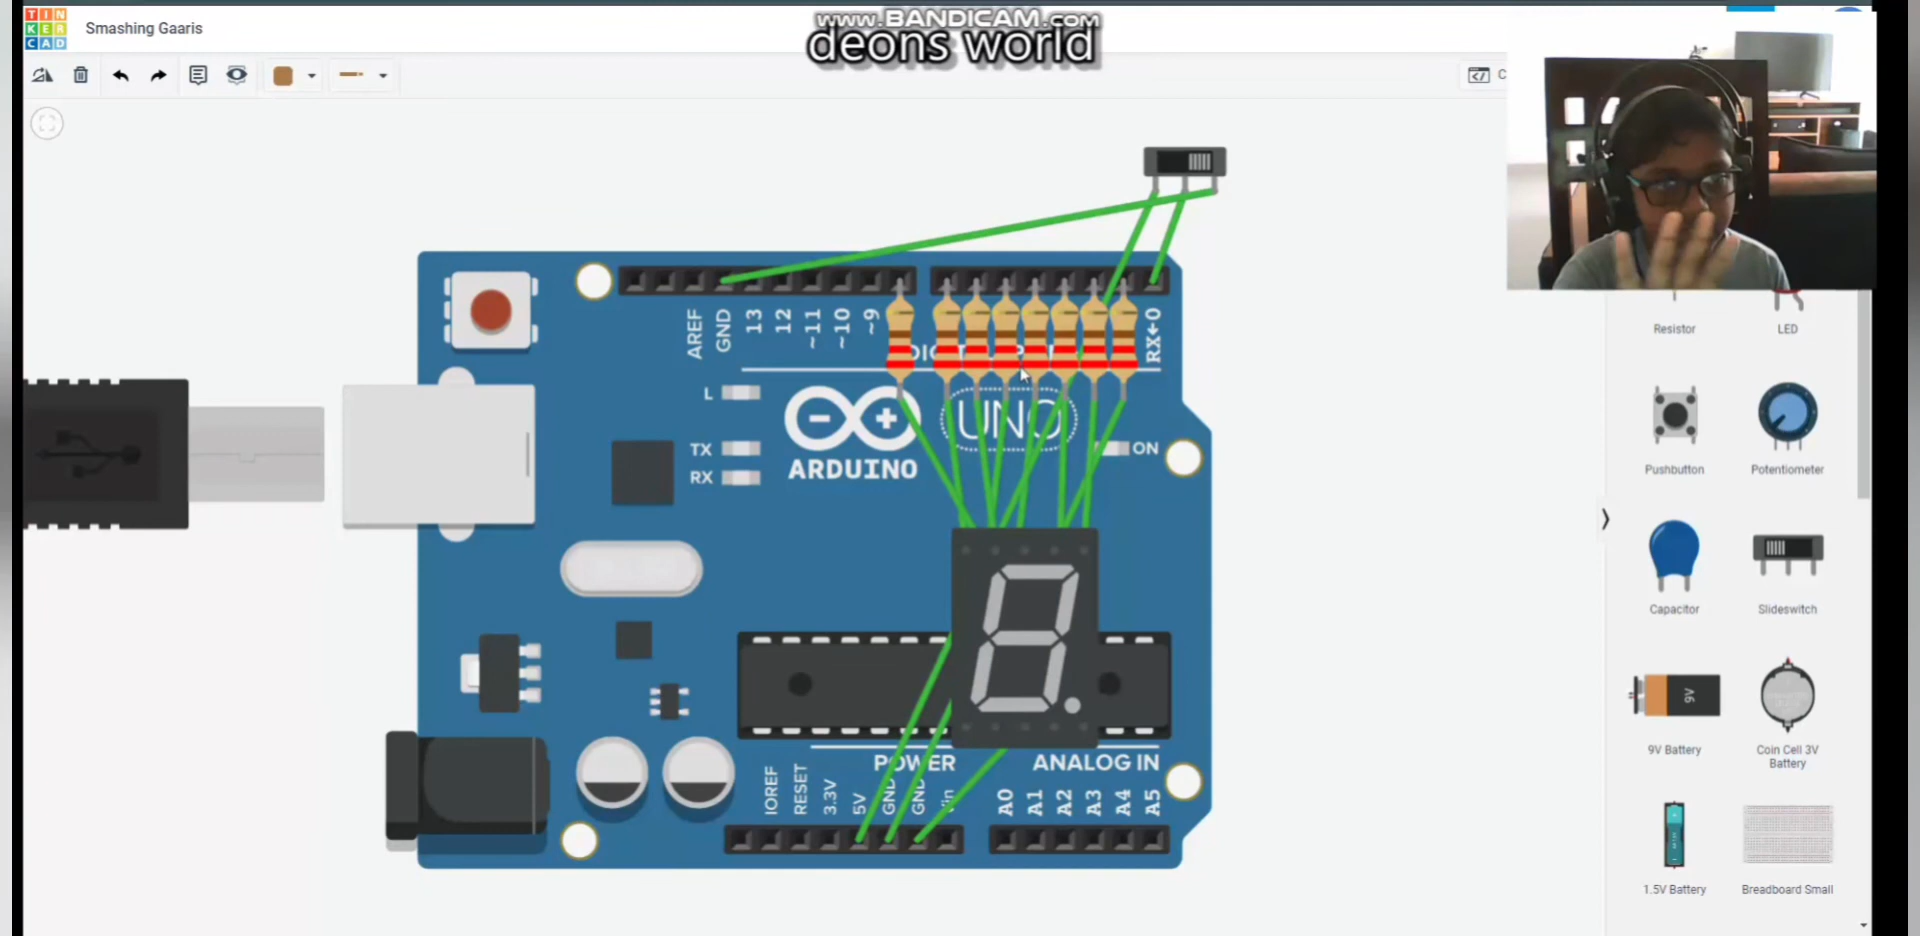 www.BANDICAM.com
deons world
TIN
KER
CAD
Smashing Gaaris
C
AREF
GND
13
12
~11
~10
~9
RX←0
L
TX
RX
UNO
ARDUINO
ON
POWER
ANALOG IN
IOREF
RESET
3.3V
5V
GND
GND
Vin
A0
A1
A2
A3
A4
A5
Resistor
LED
Pushbutton
Potentiometer
Capacitor
Slideswitch
9V
9V Battery
Coin Cell 3V
Battery
1.5V Battery
Breadboard Small